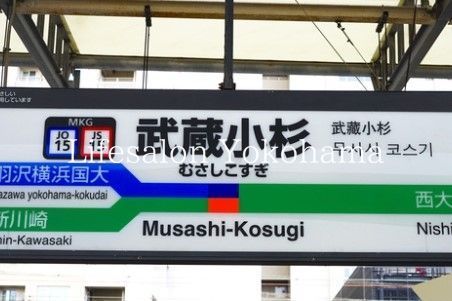 MKG
JO
15
JS
武蔵小杉
むさしこすぎ
武蔵小杉
무사시 코스기
Lifesalon Yokohama
羽沢横浜国大
azawa yokohama-kokudai
新川崎
hin-Kawasaki
Musashi-Kosugi
西大
Nishi